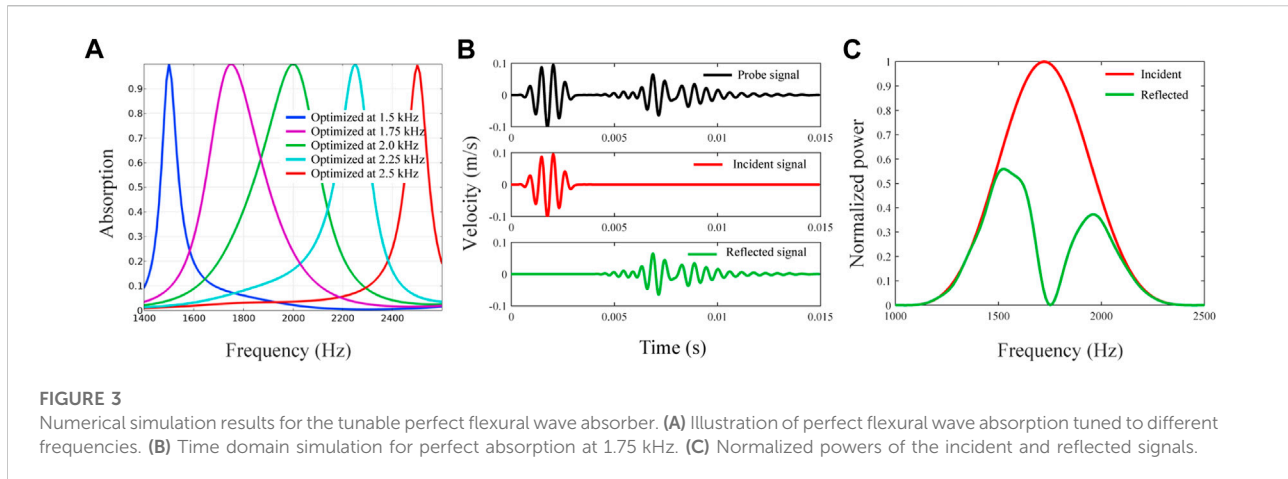 A
Absorption
0.9
0.8
0.7
0.6
0.5
0.4
0.3
0.2
0.1
0
1400
1600
1800
2000
2200
2400
Optimized at 1.5 kHz
Optimized at 1.75 kHz
Optimized at 2.0 kHz
Optimized at 2.25 kHz
Optimized at 2.5 kHz
Frequency (Hz)
B
Velocity (m/s)
0.1
0
-0.1
Probe signal
0
0.005
0.01
0.015
0.1
0
-0.1
Incident signal
0
0.005
0.01
0.015
0.1
0
-0.1
Reflected signal
0
0.005
0.01
0.015
Time (s)
C
Normalized power
1
0.9
0.8
0.7
0.6
0.5
0.4
0.3
0.2
0.1
0
1000
1500
2000
2500
Incident
Reflected
Frequency (Hz)
FIGURE 3
Numerical simulation results for the tunable perfect flexural wave absorber. (A) Illustration of perfect flexural wave absorption tuned to different
frequencies. (B) Time domain simulation for perfect absorption at 1.75 kHz. (C) Normalized powers of the incident and reflected signals.